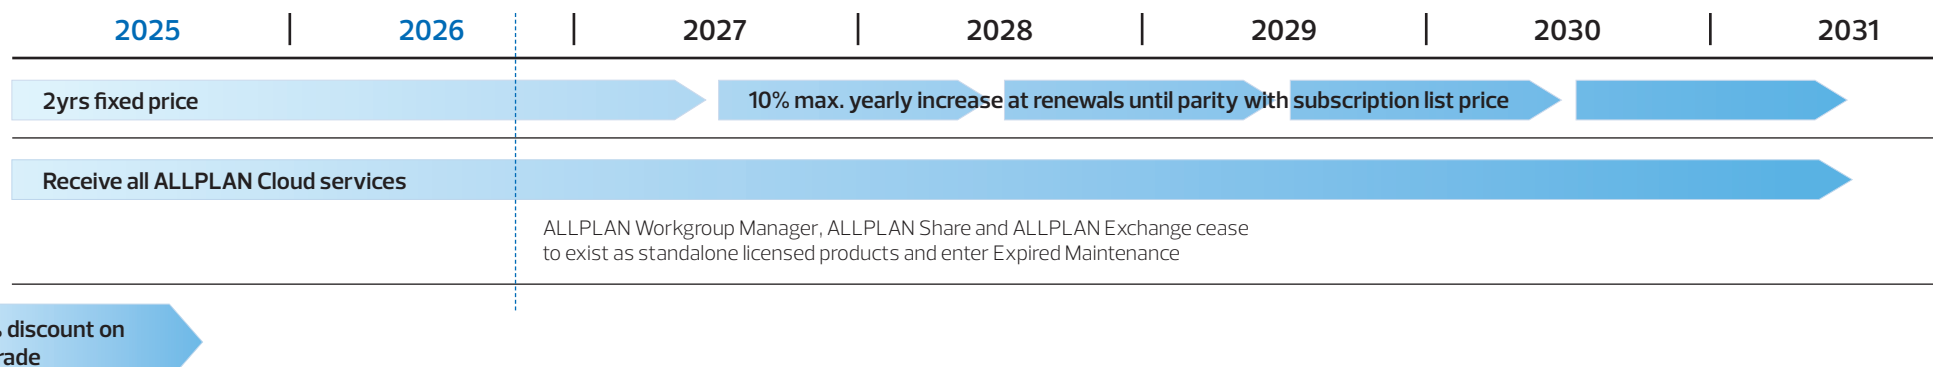 2025 | 2026 | 2027 | 2028 | 2029 | 2030 | 2031
2yrs fixed price
10% max. yearly increase at renewals until parity with subscription list price
Receive all ALLPLAN Cloud services
ALLPLAN Workgroup Manager, ALLPLAN Share and ALLPLAN Exchange cease
to exist as standalone licensed products and enter Expired Maintenance
discount on